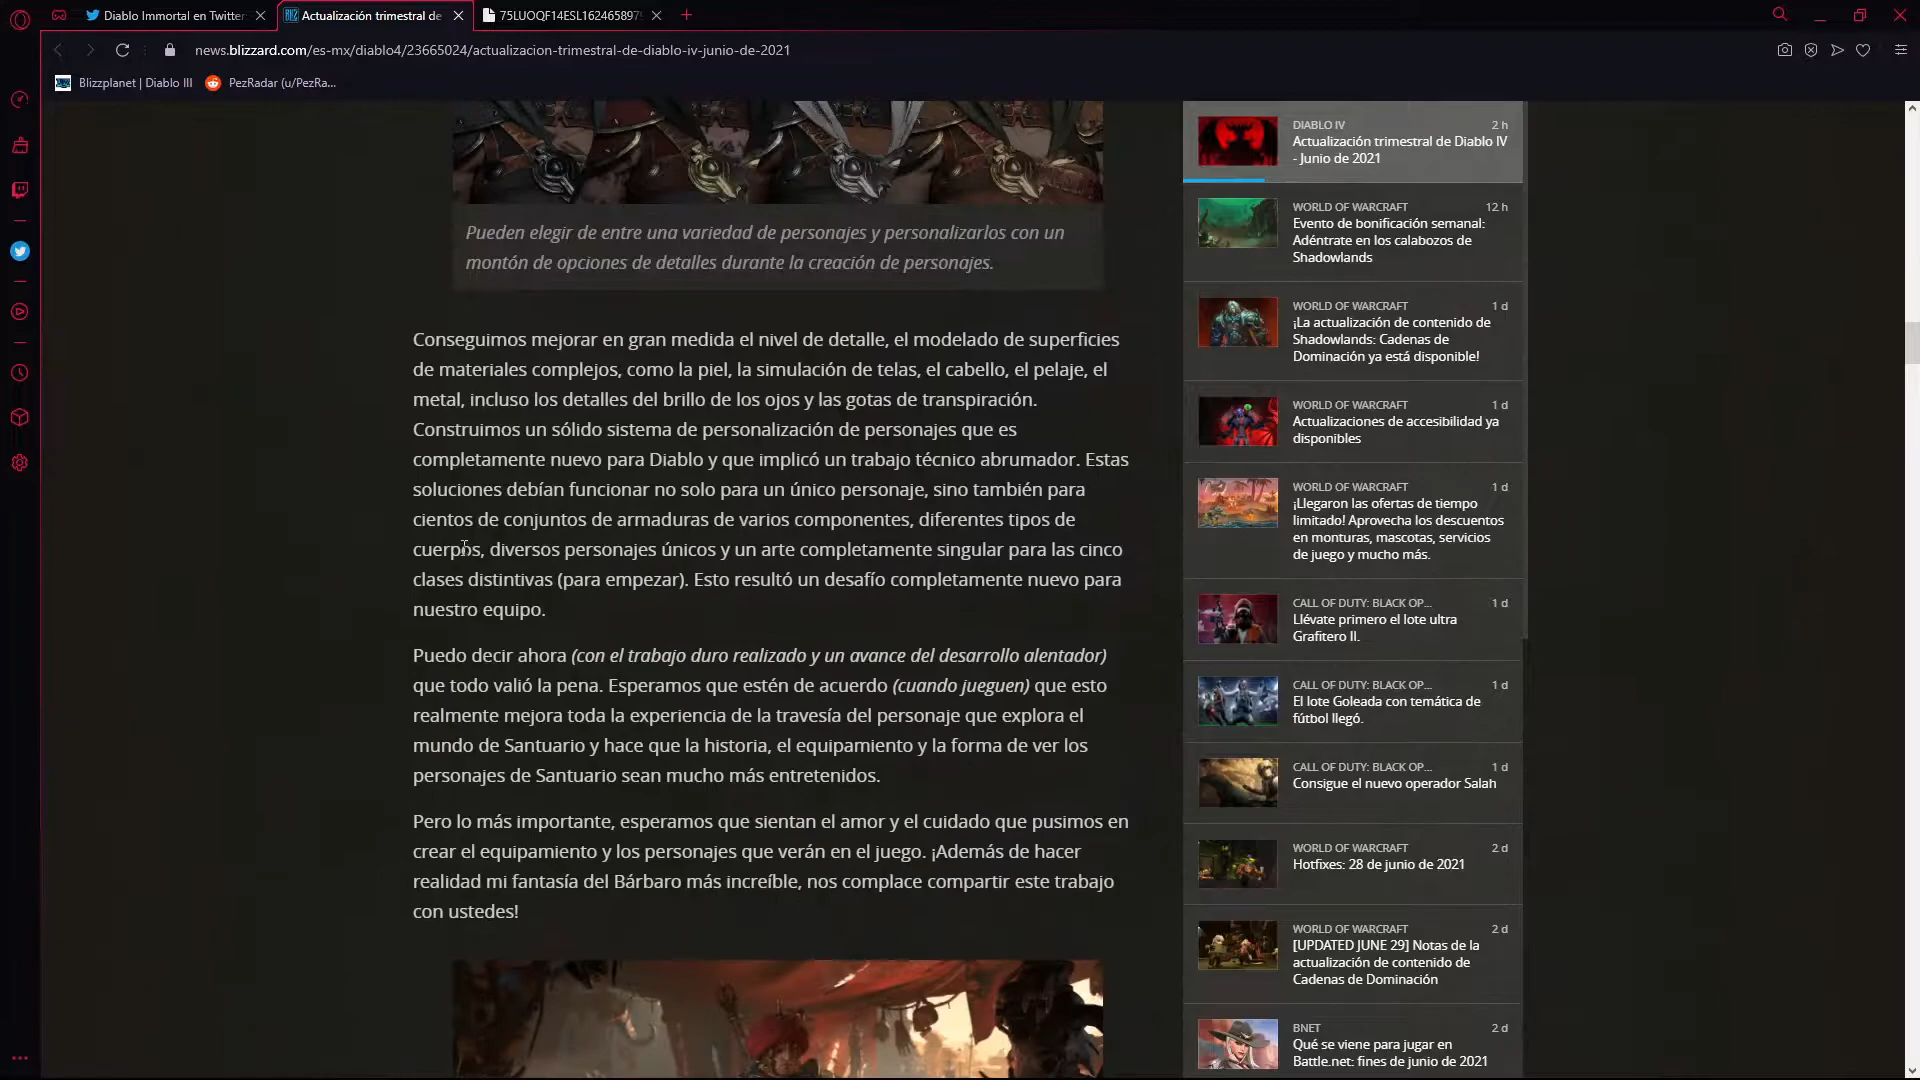 Diablo Immortal en Twitter:
Actualización trimestral de
75LUOQF14ESL1624658975
news.blizzard.com/es-mx/diablo4/23665024/actualizacion-trimestral-de-diablo-iv-junio-de-2021
Blizzplanet | Diablo III
PezRadar (u/PezRa...
Pueden elegir de entre una variedad de personajes y personalizarlos con un
montón de opciones de detalles durante la creación de personajes.
Conseguimos mejorar en gran medida el nivel de detalle, el modelado de superficies
de materiales complejos, como la piel, la simulación de telas, el cabello, el pelaje, el
metal, incluso los detalles del brillo de los ojos y las gotas de transpiración.
Construimos un sólido sistema de personalización de personajes que es
completamente nuevo para Diablo y que implicó un trabajo técnico abrumador. Estas
soluciones debían funcionar no solo para un único personaje, sino también para
cientos de conjuntos de armaduras de varios componentes, diferentes tipos de
cuerpos, diversos personajes únicos y un arte completamente singular para las cinco
clases distintivas (para empezar). Esto resultó un desafío completamente nuevo para
nuestro equipo.
Puedo decir ahora (con el trabajo duro realizado y un avance del desarrollo alentador)
que todo valió la pena. Esperamos que estén de acuerdo (cuando jueguen) que esto
realmente mejora toda la experiencia de la travesía del personaje que explora el
mundo de Santuario y hace que la historia, el equipamiento y la forma de ver los
personajes de Santuario sean mucho más entretenidos.
Pero lo más importante, esperamos que sientan el amor y el cuidado que pusimos en
crear el equipamiento y los personajes que verán en el juego. ¡Además de hacer
realidad mi fantasía del Bárbaro más increíble, nos complace compartir este trabajo
con ustedes!
DIABLO IV 2 h
Actualización trimestral de Diablo IV
- Junio de 2021
WORLD OF WARCRAFT 12 h
Evento de bonificación semanal:
Adéntrate en los calabozos de
Shadowlands
WORLD OF WARCRAFT 1 d
¡La actualización de contenido de
Shadowlands: Cadenas de
Dominación ya está disponible!
WORLD OF WARCRAFT 1 d
Actualizaciones de accesibilidad ya
disponibles
WORLD OF WARCRAFT 1 d
¡Llegaron las ofertas de tiempo
limitado! Aprovecha los descuentos
en monturas, mascotas, servicios
de juego y mucho más.
CALL OF DUTY: BLACK OP... 1 d
Llévate primero el lote ultra
Grafitero II.
CALL OF DUTY: BLACK OP... 1 d
El lote Goleada con temática de
fútbol llegó.
CALL OF DUTY: BLACK OP... 1 d
Consigue el nuevo operador Salah
WORLD OF WARCRAFT 2 d
Hotfixes: 28 de junio de 2021
WORLD OF WARCRAFT 2 d
[UPDATED JUNE 29] Notas de la
actualización de contenido de
Cadenas de Dominación
BNET 2 d
Qué se viene para jugar en
Battle.net: fines de junio de 2021